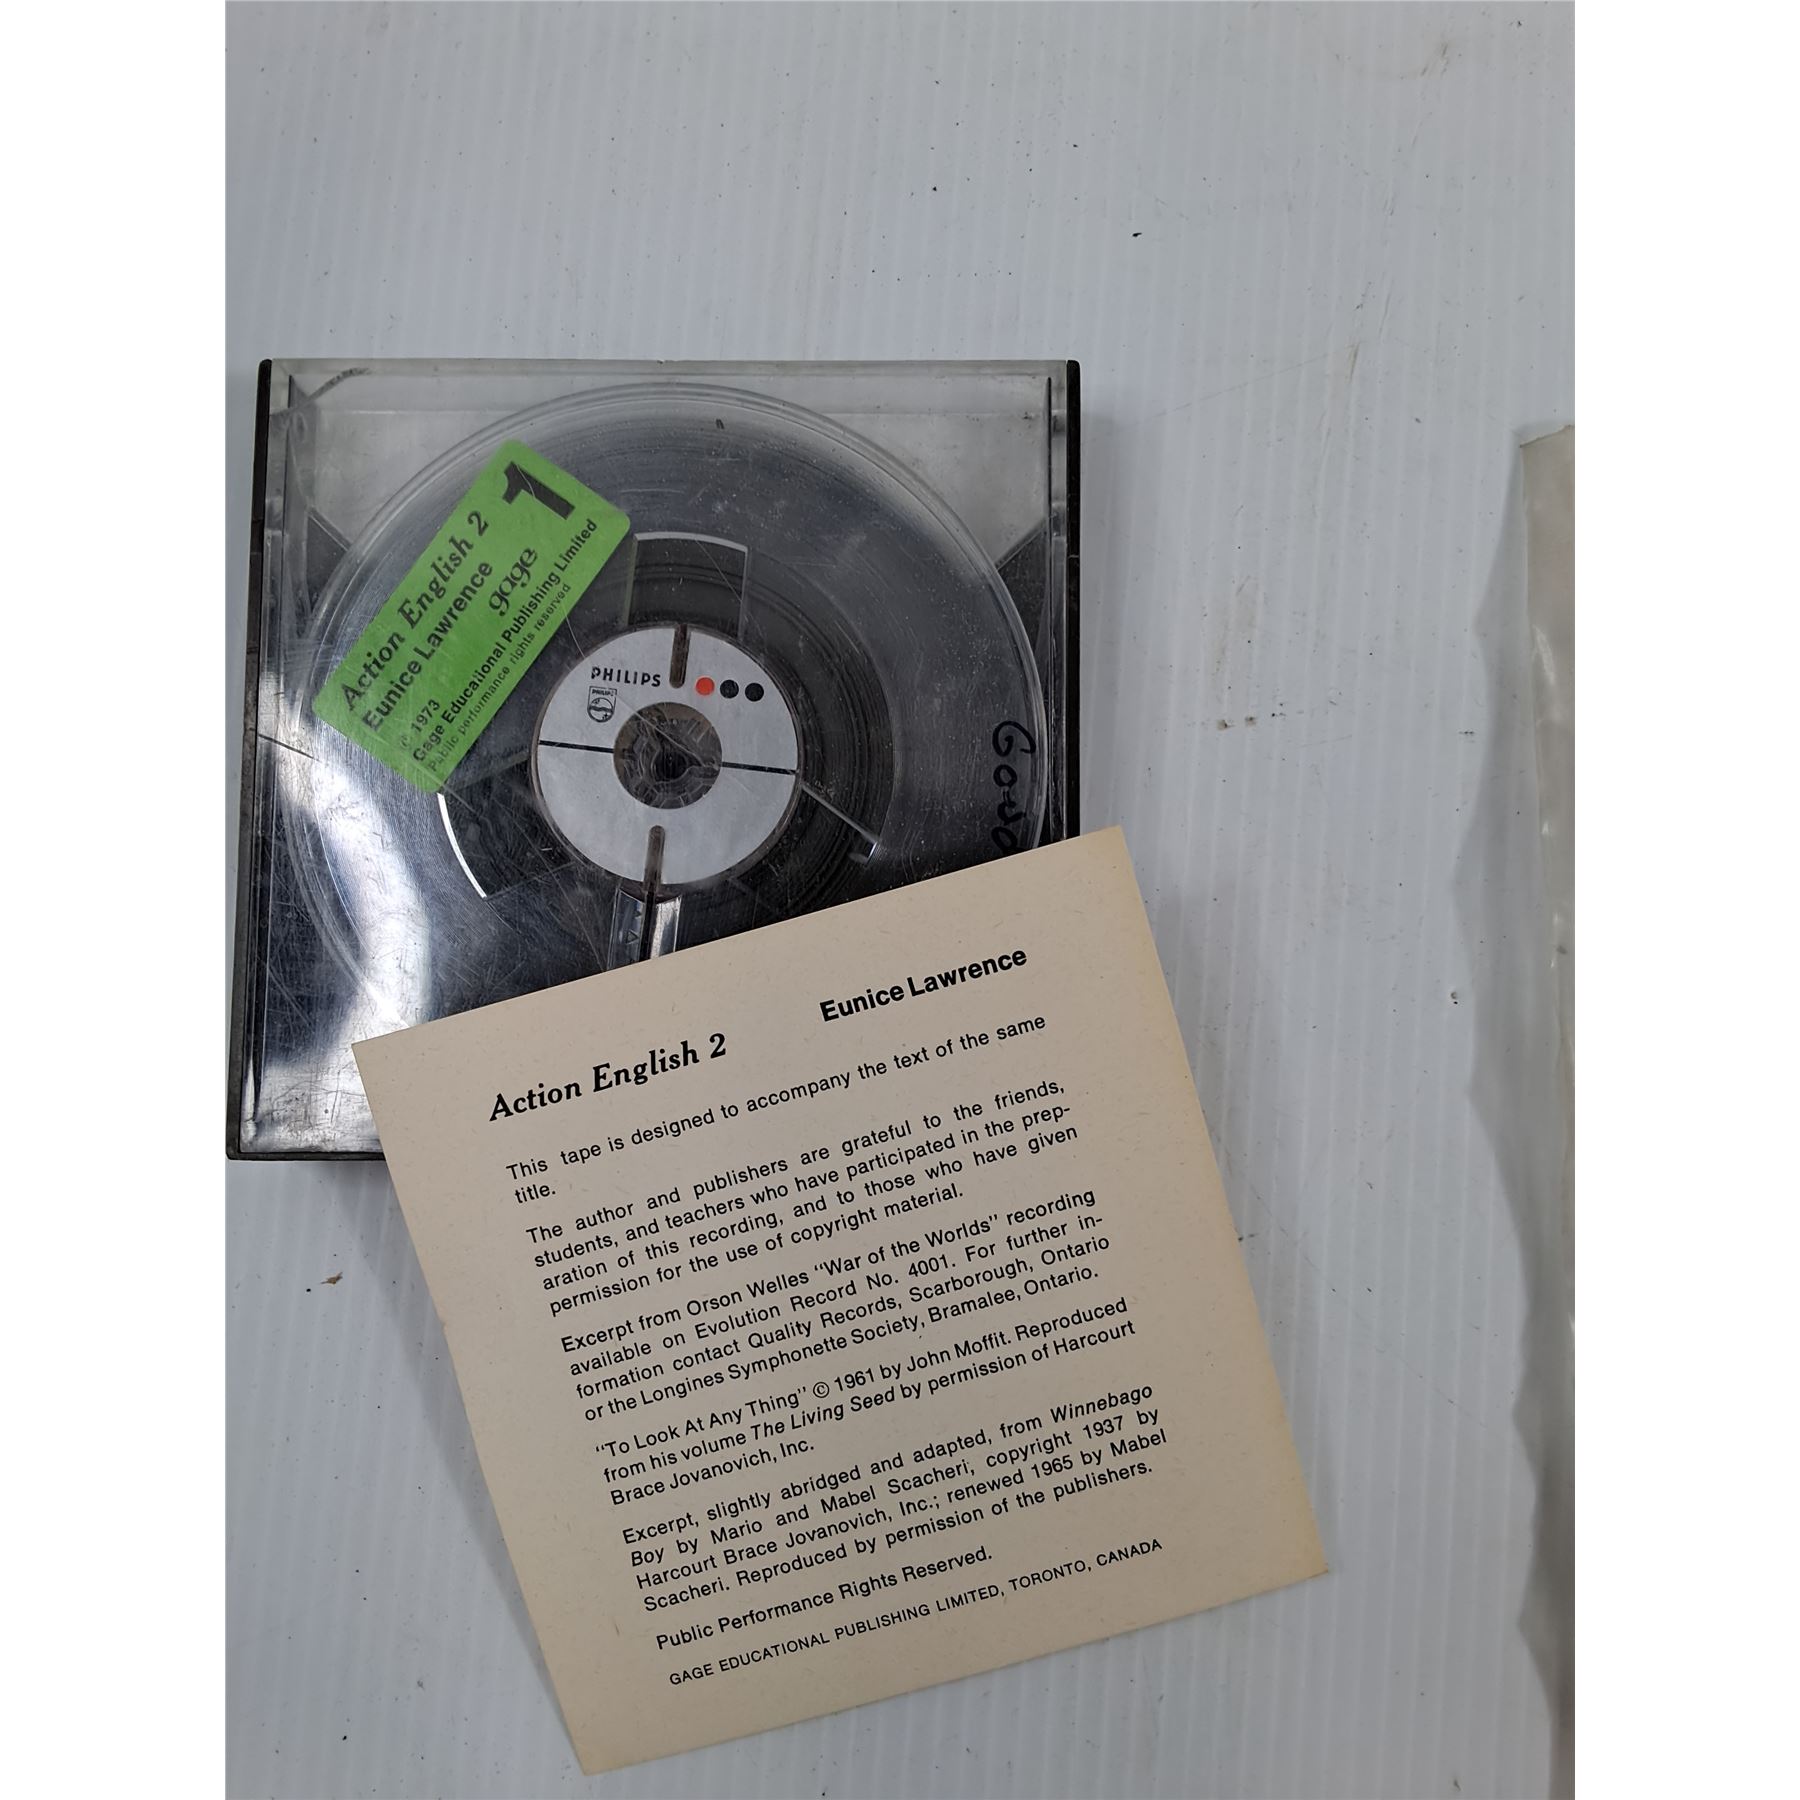 1
Action English 2
Eunice Lawrence
gage
© 1973
Gage Educational Publishing Limited
Public performance rights reserved
PHILIPS
PHILIPS
Action English 2
Eunice Lawrence
This tape is designed to accompany the text of the same
title.
The author and publishers are grateful to the friends,
students, and teachers who have participated in the prep-
aration of this recording, and to those who have given
permission for the use of copyright material.
Excerpt from Orson Welles "War of the Worlds" recording
available on Evolution Record No. 4001. For further in-
formation contact Quality Records, Scarborough, Ontario
or the Longines Symphonette Society, Bramalee, Ontario.
"To Look At Any Thing" © 1961 by John Moffit. Reproduced
from his volume The Living Seed by permission of Harcourt
Brace Jovanovich, Inc.
Excerpt, slightly abridged and adapted, from Winnebago
Boy by Mario and Mabel Scacheri, copyright 1937 by
Harcourt Brace Jovanovich, Inc.; renewed 1965 by Mabel
Scacheri. Reproduced by permission of the publishers.
Public Performance Rights Reserved.
GAGE EDUCATIONAL PUBLISHING LIMITED, TORONTO, CANADA